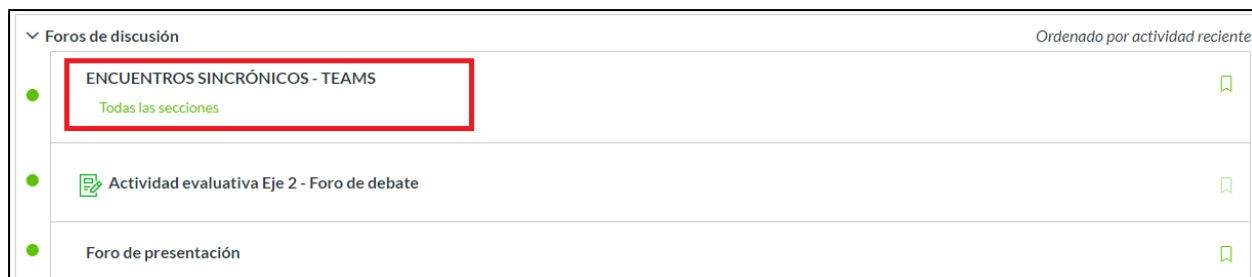 Foros de discusión
Ordenado por actividad reciente
ENCUENTROS SINCRÓNICOS - TEAMS
Todas las secciones
Actividad evaluativa Eje 2 - Foro de debate
Foro de presentación